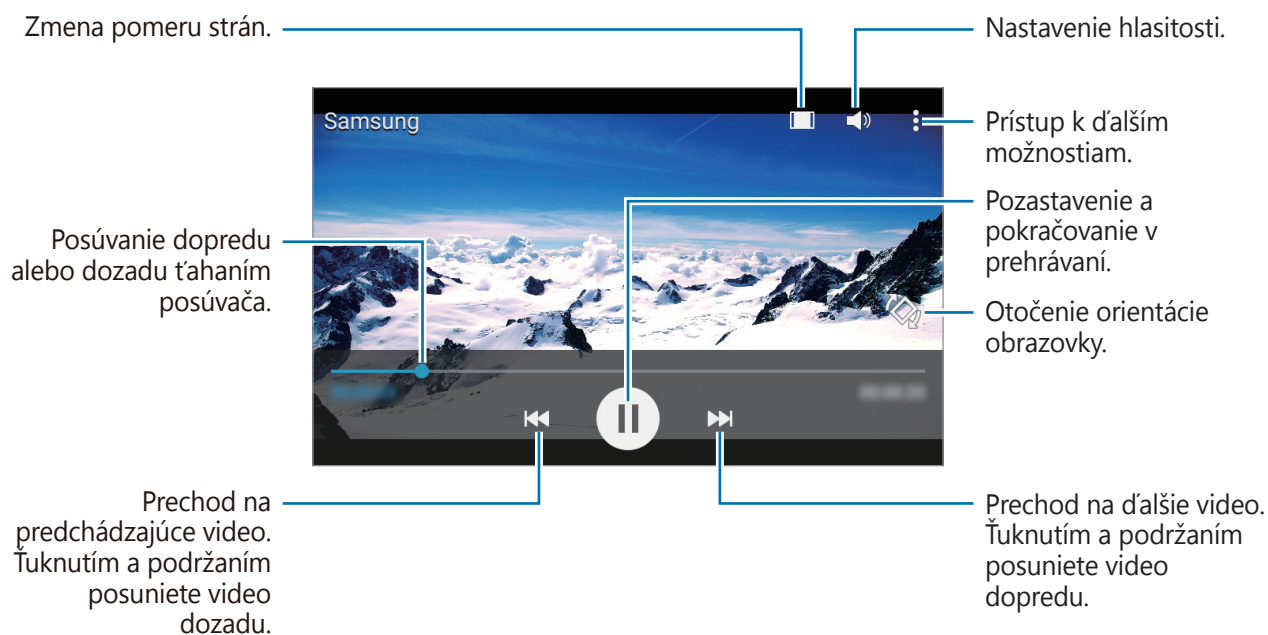 Zmena pomeru strán.
Nastavenie hlasitosti.
Samsung
Prístup k ďalším
možnostiam.
Pozastavenie a
pokračovanie v
prehrávaní.
Posúvanie dopredu
alebo dozadu ťahaním
posúvača.
Otočenie orientácie
obrazovky.
Prechod na
predchádzajúce video.
Ťuknutím a podržaním
posuniete video
dozadu.
Prechod na ďalšie video.
Ťuknutím a podržaním
posuniete video
dopredu.